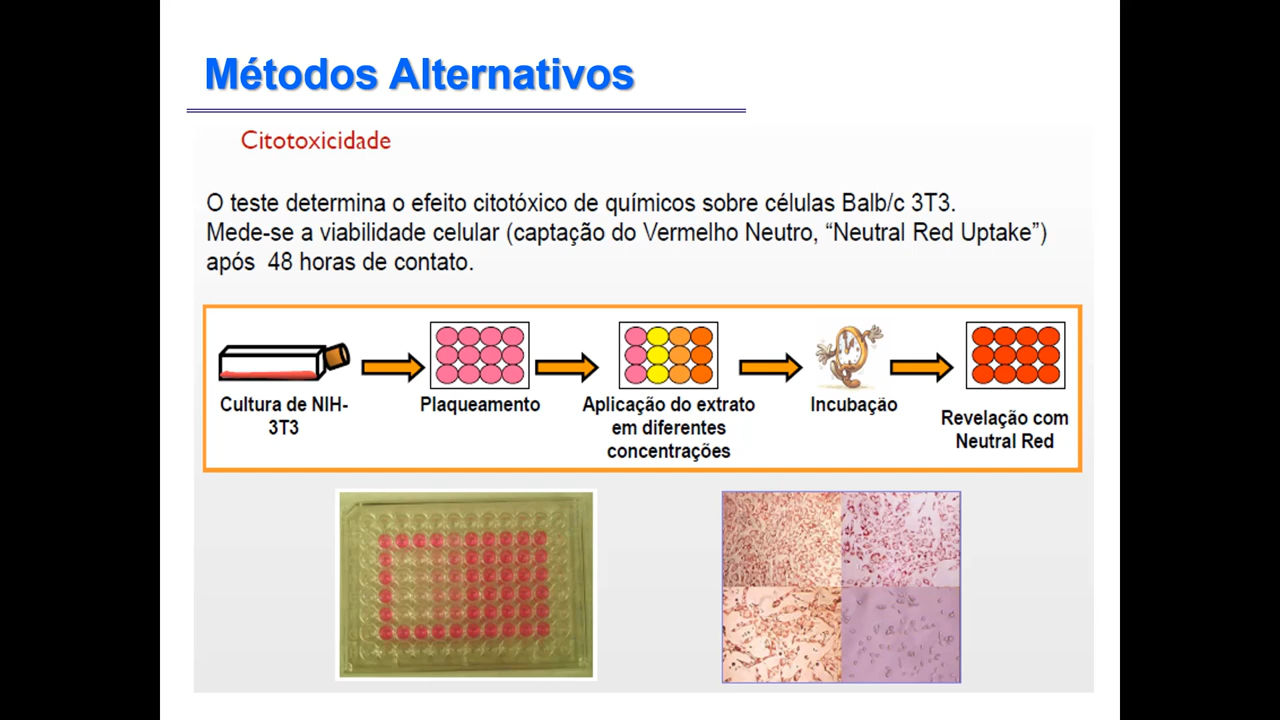 Métodos Alternativos
Citotoxicidade
O teste determina o efeito citotóxico de químicos sobre células Balb/c 3T3.
Mede-se a viabilidade celular (captação do Vermelho Neutro, “Neutral Red Uptake”)
após 48 horas de contato.
Cultura de NIH-
3T3
Plaqueamento
Aplicação do extrato
em diferentes
concentrações
Incubação
Revelação com
Neutral Red